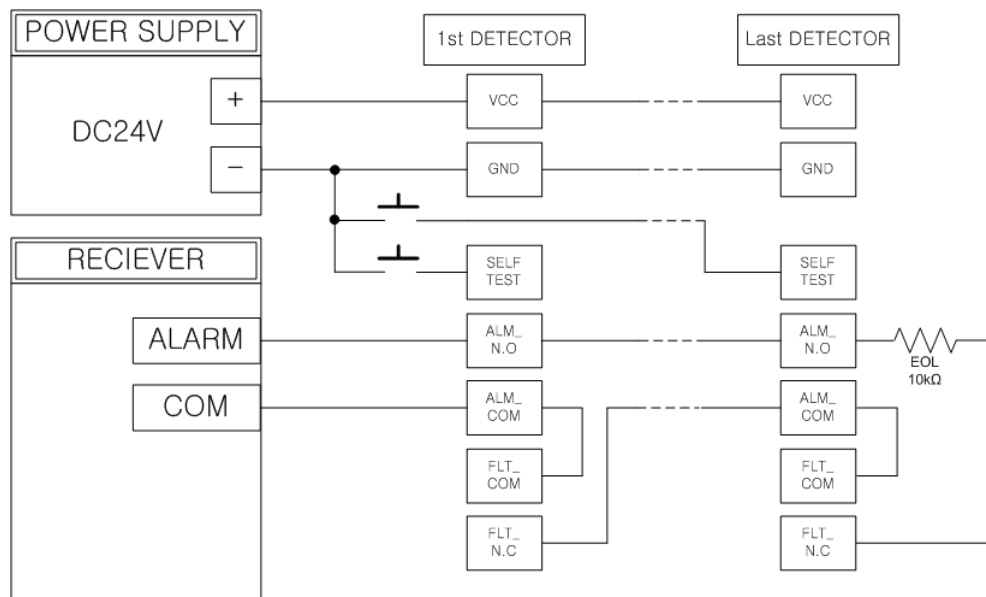 POWER SUPPLY
DC24V
+
−
1st DETECTOR
Last DETECTOR
VCC
VCC
GND
GND
RECIEVER
SELF
TEST
SELF
TEST
ALARM
ALM_
N.O
ALM_
N.O
EOL
10kΩ
COM
ALM_
COM
ALM_
COM
FLT_
COM
FLT_
COM
FLT_
N.C
FLT_
N.C